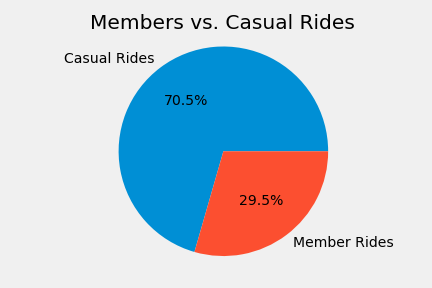 Members vs. Casual Rides
Casual Rides
70.5%
29.5%
Member Rides